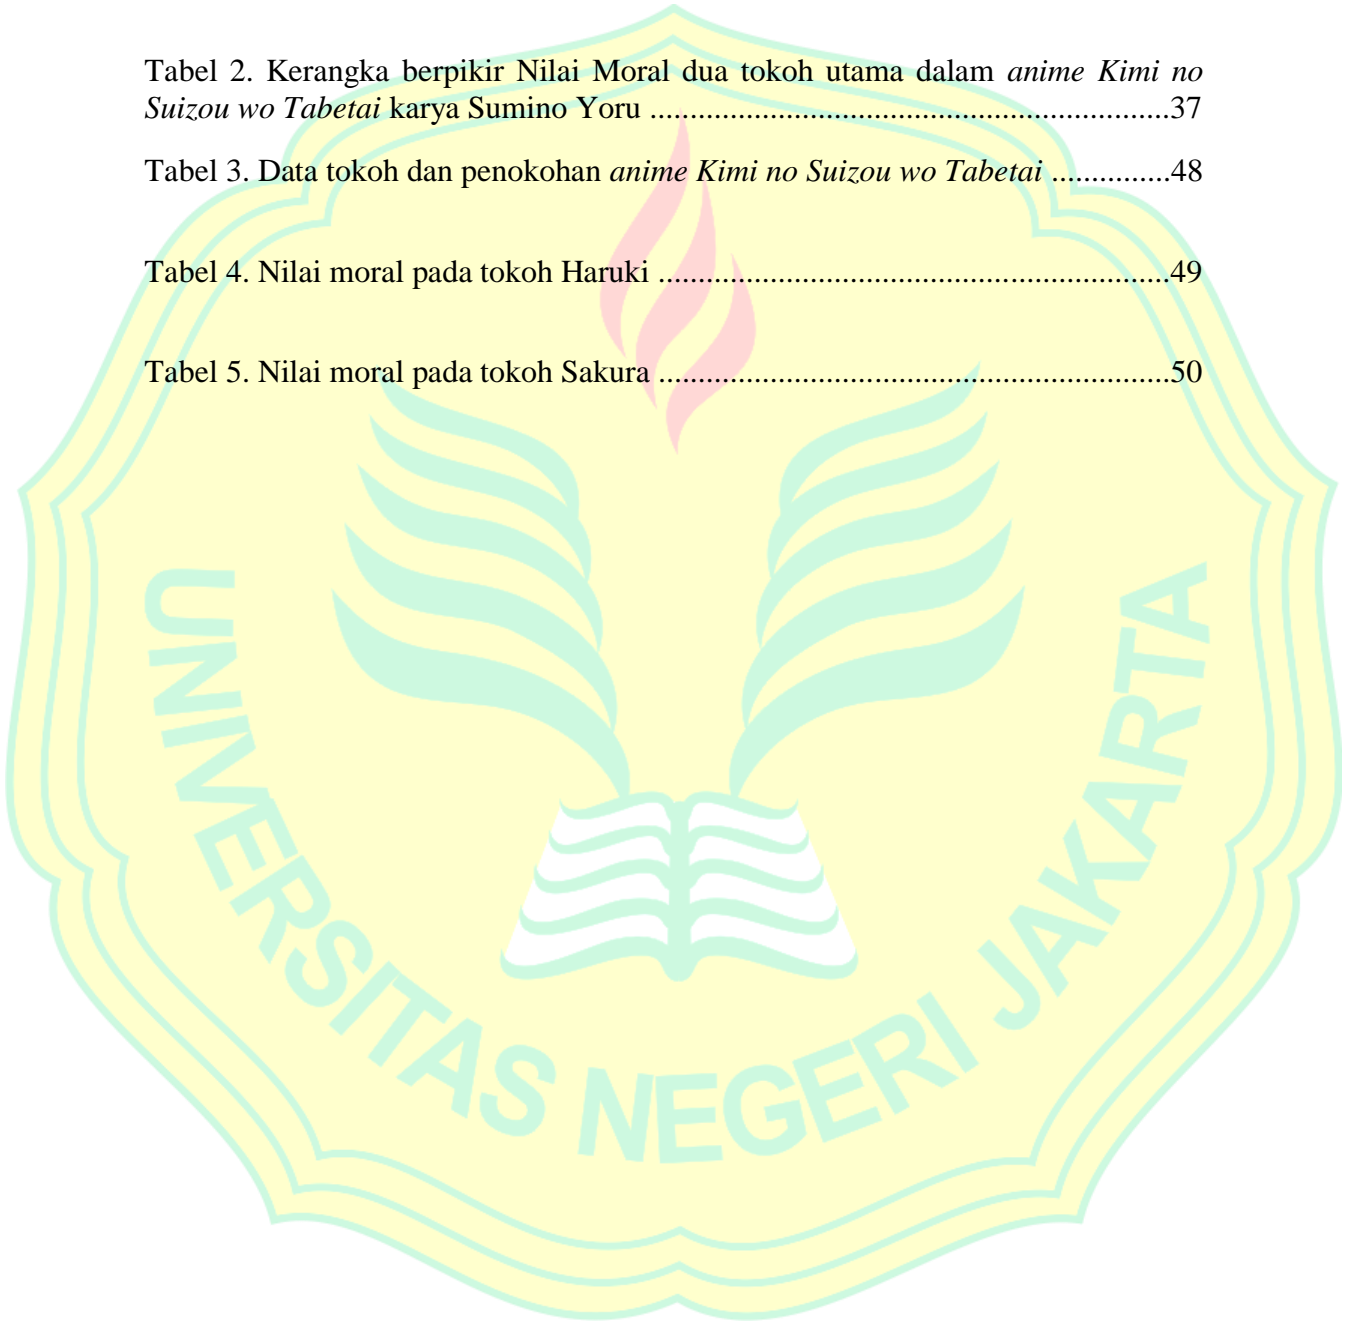 Tabel 2. Kerangka berpikir Nilai Moral dua tokoh utama dalam anime Kimi no
Suizou wo Tabetai karya Sumino Yoru .................................................................37
Tabel 3. Data tokoh dan penokohan anime Kimi no Suizou wo Tabetai ...............48
Tabel 4. Nilai moral pada tokoh Haruki ................................................................49
Tabel 5. Nilai moral pada tokoh Sakura ................................................................50
UNIVERSITAS NEGERI JAKARTA